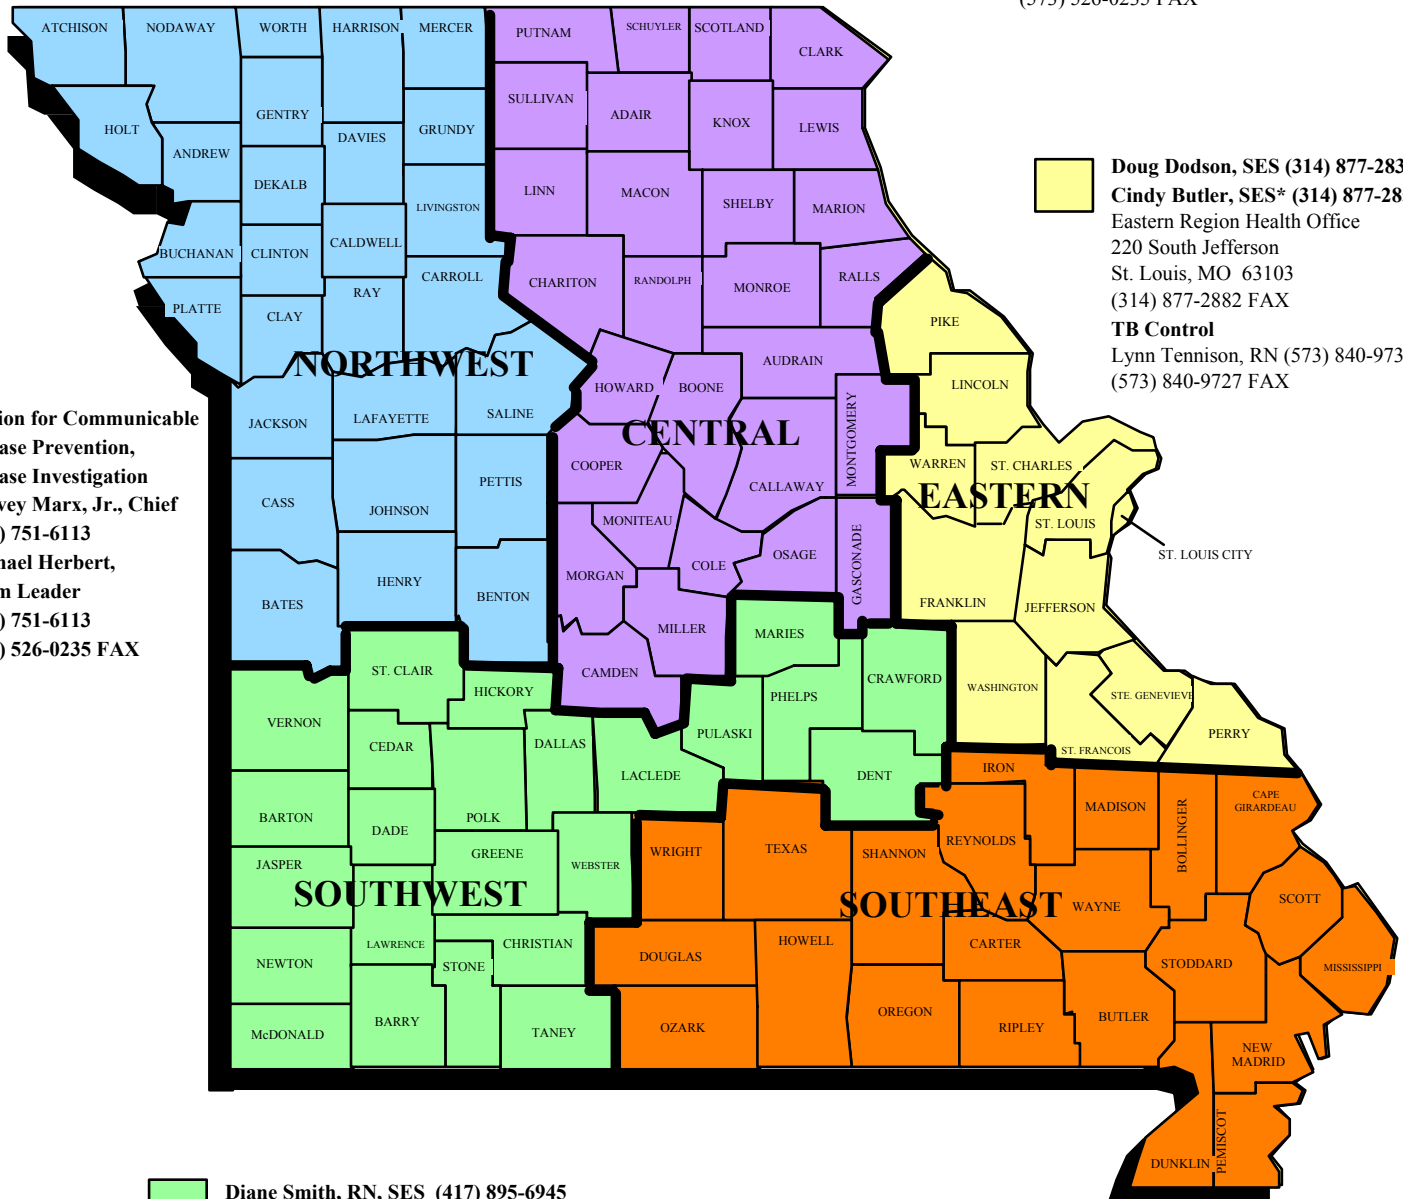 (573) 526-0235 FAX
ATCHISON
NODAWAY
WORTH
HARRISON
MERCER
PUTNAM
SCHUYLER
SCOTLAND
CLARK
HOLT
ANDREW
GENTRY
DAVIES
GRUNDY
SULLIVAN
ADAIR
KNOX
LEWIS
DEKALB
LIVINGSTON
LINN
MACON
SHELBY
MARION
BUCHANAN
CLINTON
CALDWELL
CARROLL
CHARITON
RANDOLPH
MONROE
RALLS
PLATTE
CLAY
RAY
NORTHWEST
HOWARD
BOONE
AUDRAIN
PIKE
LINCOLN
JACKSON
LAFAYETTE
SALINE
CENTRAL
MONTGOMERY
COOPER
CALLAWAY
WARREN
ST. CHARLES
EASTERN
ST. LOUIS
ST. LOUIS CITY
CASS
JOHNSON
PETTIS
MONITEAU
COLE
OSAGE
GASCONADE
FRANKLIN
JEFFERSON
BATES
HENRY
BENTON
MORGAN
MILLER
MARIES
CAMDEN
ST. CLAIR
HICKORY
PHELPS
CRAWFORD
WASHINGTON
STE. GENEVIEVE
ST. FRANCOIS
PERRY
VERNON
CEDAR
DALLAS
LACLEDE
PULASKI
DENT
IRON
MADISON
BOLLINGER
CAPE
GIRARDEAU
BARTON
DADE
POLK
GREENE
WEBSTER
WRIGHT
TEXAS
SHANNON
REYNOLDS
JASPER
SOUTHWEST
SOUTHEAST
WAYNE
SCOTT
LAWRENCE
CHRISTIAN
STONE
DOUGLAS
HOWELL
CARTER
STODDARD
MISSISSIPPI
NEWTON
BARRY
TANEY
OZARK
OREGON
RIPLEY
BUTLER
NEW
MADRID
McDONALD
DUNKLIN
PEMISCOT
Doug Dodson, SES (314) 877-283
Cindy Butler, SES* (314) 877-28
Eastern Region Health Office
220 South Jefferson
St. Louis, MO 63103
(314) 877-2882 FAX
TB Control
Lynn Tennison, RN (573) 840-973
(573) 840-9727 FAX
ion for Communicable
ase Prevention,
ase Investigation
vey Marx, Jr., Chief
) 751-6113
hael Herbert,
m Leader
) 751-6113
) 526-0235 FAX
Diane Smith, RN, SES (417) 895-6945